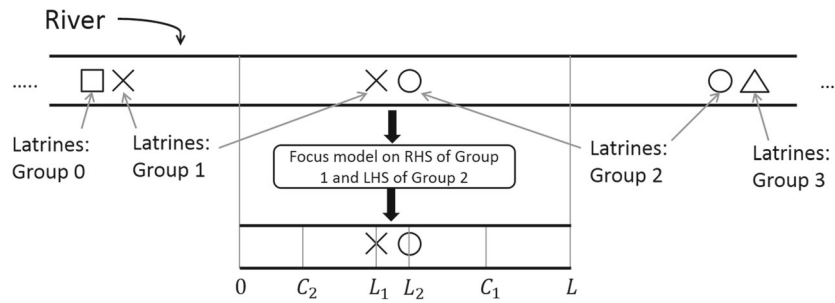 River
.....
...
Latrines:
Group 0
Latrines:
Group 1
Latrines:
Group 2
Latrines:
Group 3
Focus model on RHS of Group
1 and LHS of Group 2
0 C₂ L₁ L₂ C₁ L